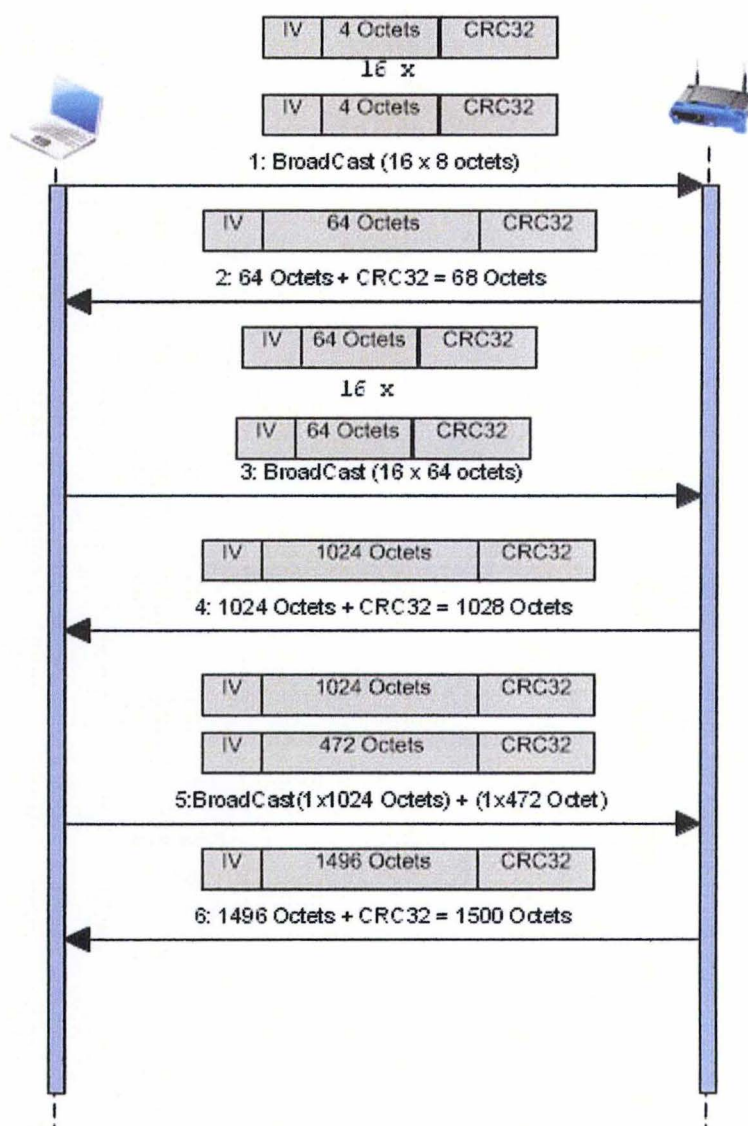 IV 4 Octets CRC32
16 x
IV 4 Octets CRC32
1: BroadCast (16 x 8 octets)
IV 64 Octets CRC32
2: 64 Octets + CRC32 = 68 Octets
IV 64 Octets CRC32
16 x
IV 64 Octets CRC32
3: BroadCast (16 x 64 octets)
IV 1024 Octets CRC32
4: 1024 Octets + CRC32 = 1028 Octets
IV 1024 Octets CRC32
IV 472 Octets CRC32
5:BroadCast(1x1024 Octets) + (1x472 Octet)
IV 1496 Octets CRC32
6: 1496 Octets + CRC32 = 1500 Octets